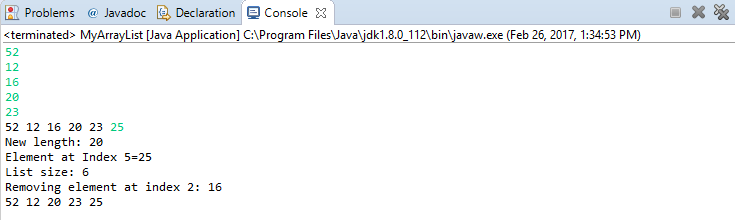 Problems @ Javadoc Declaration Console
<terminated> MyArrayList [Java Application] C:\Program Files\Java\jdk1.8.0_112\bin\javaw.exe (Feb 26, 2017, 1:34:53 PM)
52
12
16
20
23
52 12 16 20 23 25
New length: 20
Element at Index 5=25
List size: 6
Removing element at index 2: 16
52 12 20 23 25